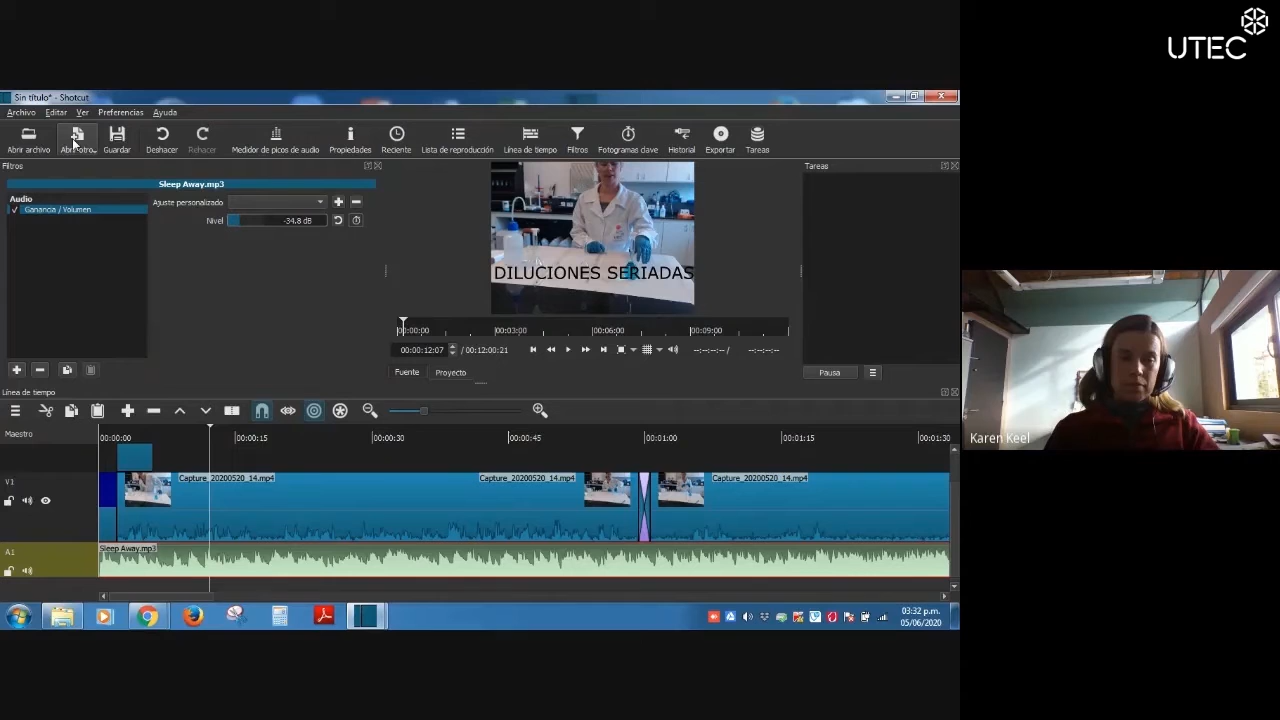 UTEC
Sin título* - Shotcut
Archivo Editar Ver Preferencias Ayuda
Abrir archivo Abrir otro Guardar Deshacer Rehacer Medidor de picos de audio Propiedades Reciente Lista de reproducción Línea de tiempo Filtros Fotogramas clave Historial Exportar Tareas
Filtros
Tareas
Sleep Away.mp3
Audio
Ganancia / Volumen
Ajuste personalizado
Nivel -34.8 dB
DILUCIONES SERIADAS
00:00:00 00:03:00 00:06:00 00:09:00
00:00:12:07 / 00:12:00:21 --:--:--:-- / --:--:--:--
Fuente Proyecto
Pausa
Línea de tiempo
Maestro
00:00:00 00:00:15 00:00:30 00:00:45 00:01:00 00:01:15 00:01:30
V1
Capture_20200520_14.mp4 Capture_20200520_14.mp4 Capture_20200520_14.mp4
A1
Sleep Away.mp3
03:32 p.m.
05/06/2020
Karen Keel